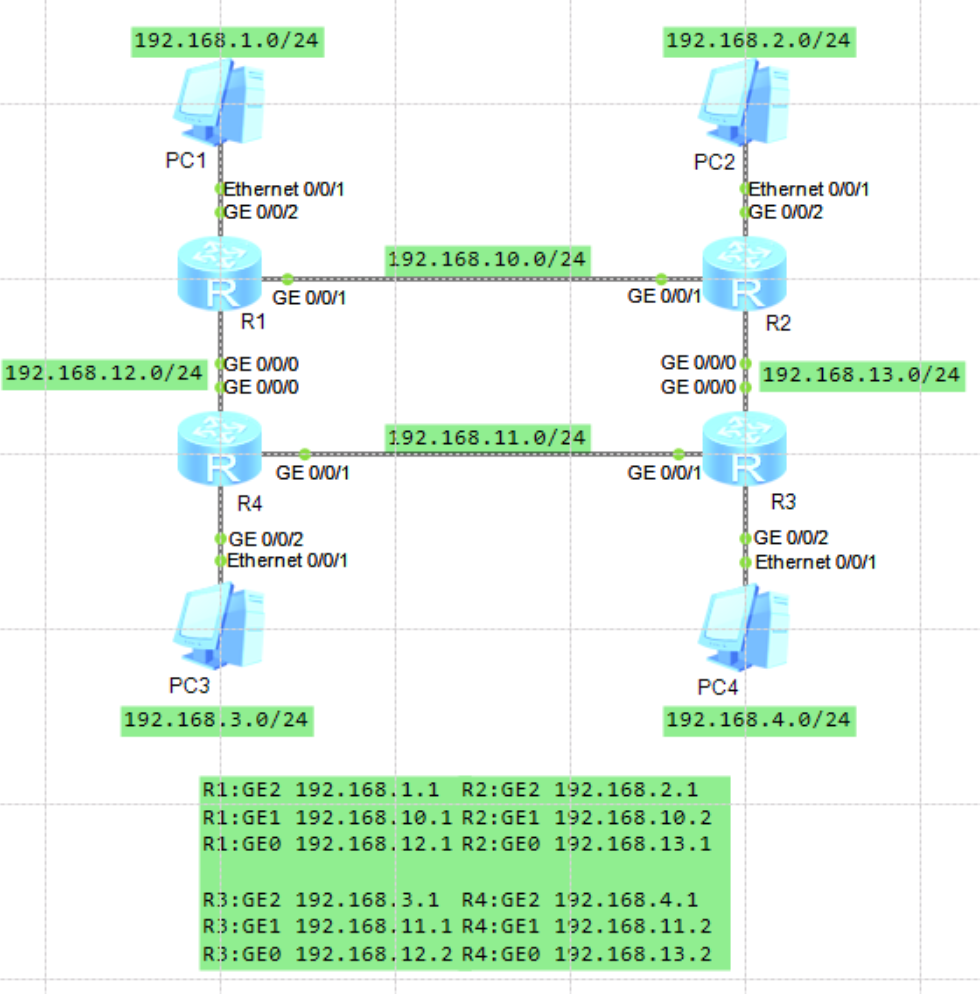 192.168.1.0/24
192.168.2.0/24
PC1
PC2
Ethernet 0/0/1
GE 0/0/2
Ethernet 0/0/1
GE 0/0/2
R
R1
GE 0/0/1
192.168.10.0/24
GE 0/0/1
R
R2
192.168.12.0/24
GE 0/0/0
GE 0/0/0
GE 0/0/0
GE 0/0/0
192.168.13.0/24
R
R4
GE 0/0/1
192.168.11.0/24
GE 0/0/1
R
R3
GE 0/0/2
Ethernet 0/0/1
GE 0/0/2
Ethernet 0/0/1
PC3
PC4
192.168.3.0/24
192.168.4.0/24
R1:GE2 192.168.1.1 R2:GE2 192.168.2.1
R1:GE1 192.168.10.1 R2:GE1 192.168.10.2
R1:GE0 192.168.12.1 R2:GE0 192.168.13.1
R3:GE2 192.168.3.1 R4:GE2 192.168.4.1
R3:GE1 192.168.11.1 R4:GE1 192.168.11.2
R3:GE0 192.168.12.2 R4:GE0 192.168.13.2